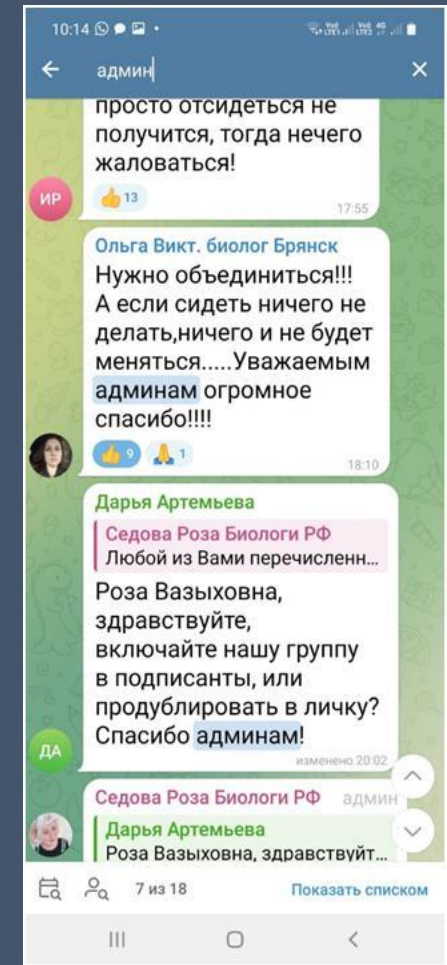 10:14
админ
просто отсидеться не
получится, тогда нечего
жаловаться!
ИР
13
17:55
Ольга Викт. биолог Брянск
Нужно объединиться!!!
А если сидеть ничего не
делать,ничего и не будет
меняться.....Уважаемым
админам огромное
спасибо!!!!
9
1
18:10
Дарья Артемьева
Седова Роза Биологи РФ
Любой из Вами перечисленн...
Роза Вазыховна,
здравствуйте,
включайте нашу группу
в подписанты, или
продублировать в личку?
Спасибо админам!
ДА
изменено 20:02
Седова Роза Биологи РФ админ
Дарья Артемьева
Роза Вазыховна, здравствуйт...
7 из 18
Показать списком